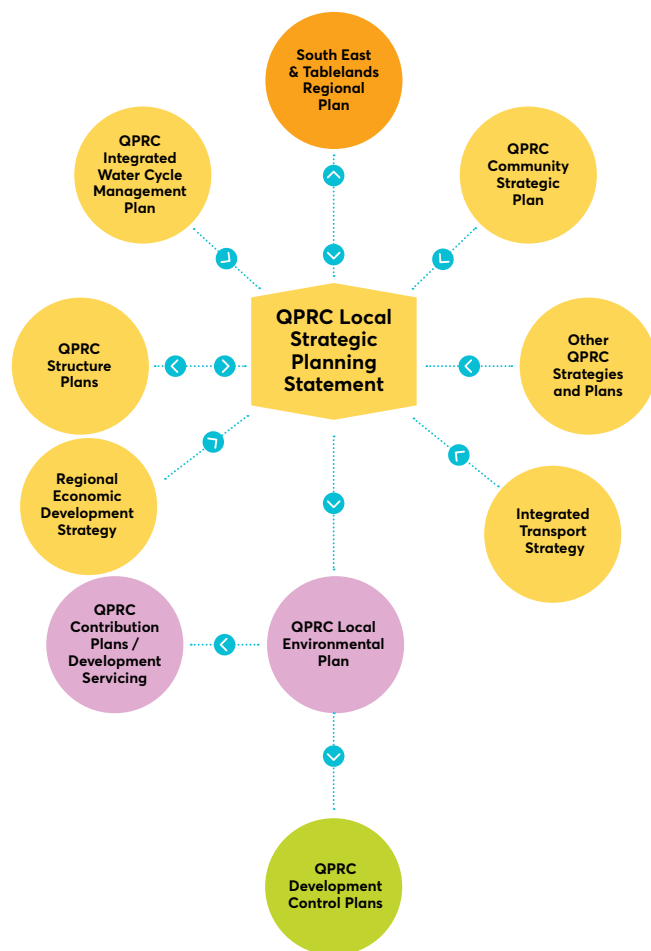 South East
& Tablelands
Regional
Plan
QPRC
Integrated
Water Cycle
Management
Plan
QPRC
Community
Strategic
Plan
QPRC Local
Strategic
Planning
Statement
QPRC
Structure
Plans
Other
QPRC
Strategies
and Plans
Regional
Economic
Development
Strategy
Integrated
Transport
Strategy
QPRC
Contribution
Plans /
Development
Servicing
QPRC Local
Environmental
Plan
QPRC
Development
Control Plans